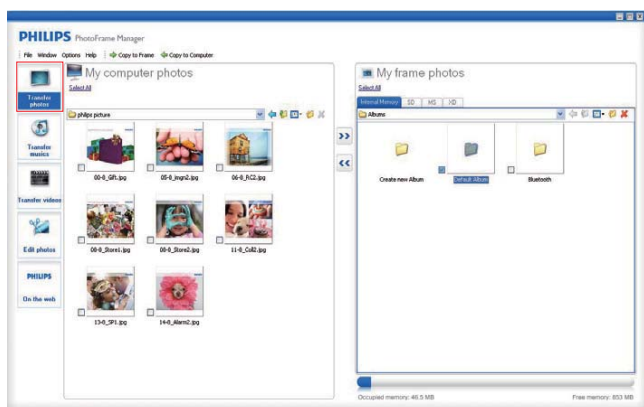 PHILIPS PhotoFrame Manager
File Window Options Help Copy to Frame Copy to Computer
Transfer photos
Transfer musics
Transfer videos
Edit photos
PHILIPS
On the web
My computer photos
Select All
philips picture
00-0_Gift.jpg
05-0_imgn2.jpg
06-0_RC2.jpg
08-0_Store1.jpg
08-0_Store2.jpg
11-0_Coll2.jpg
13-0_SP1.jpg
14-0_Alarm2.jpg
>>
<<
My frame photos
Select All
Internal Memory SD MS XD
Albums
Create new Album
Default Album
Bluetooth
Occupied memory: 46.5 MB
Free memory: 853 MB